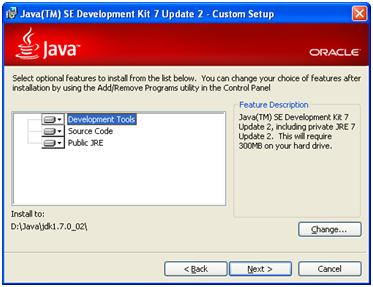 Java(TM) SE Development Kit 7 Update 2 - Custom Setup
Java™
ORACLE
Select optional features to install from the list below. You can change your choice of features after
installation by using the Add/Remove Programs utility in the Control Panel
Development Tools
Source Code
Public JRE
Feature Description
Java(TM) SE Development Kit 7
Update 2, including private JRE 7
Update 2. This will require
300MB on your hard drive.
Install to:
D:\Java\jdk1.7.0_02\
Change...
< Back
Next >
Cancel